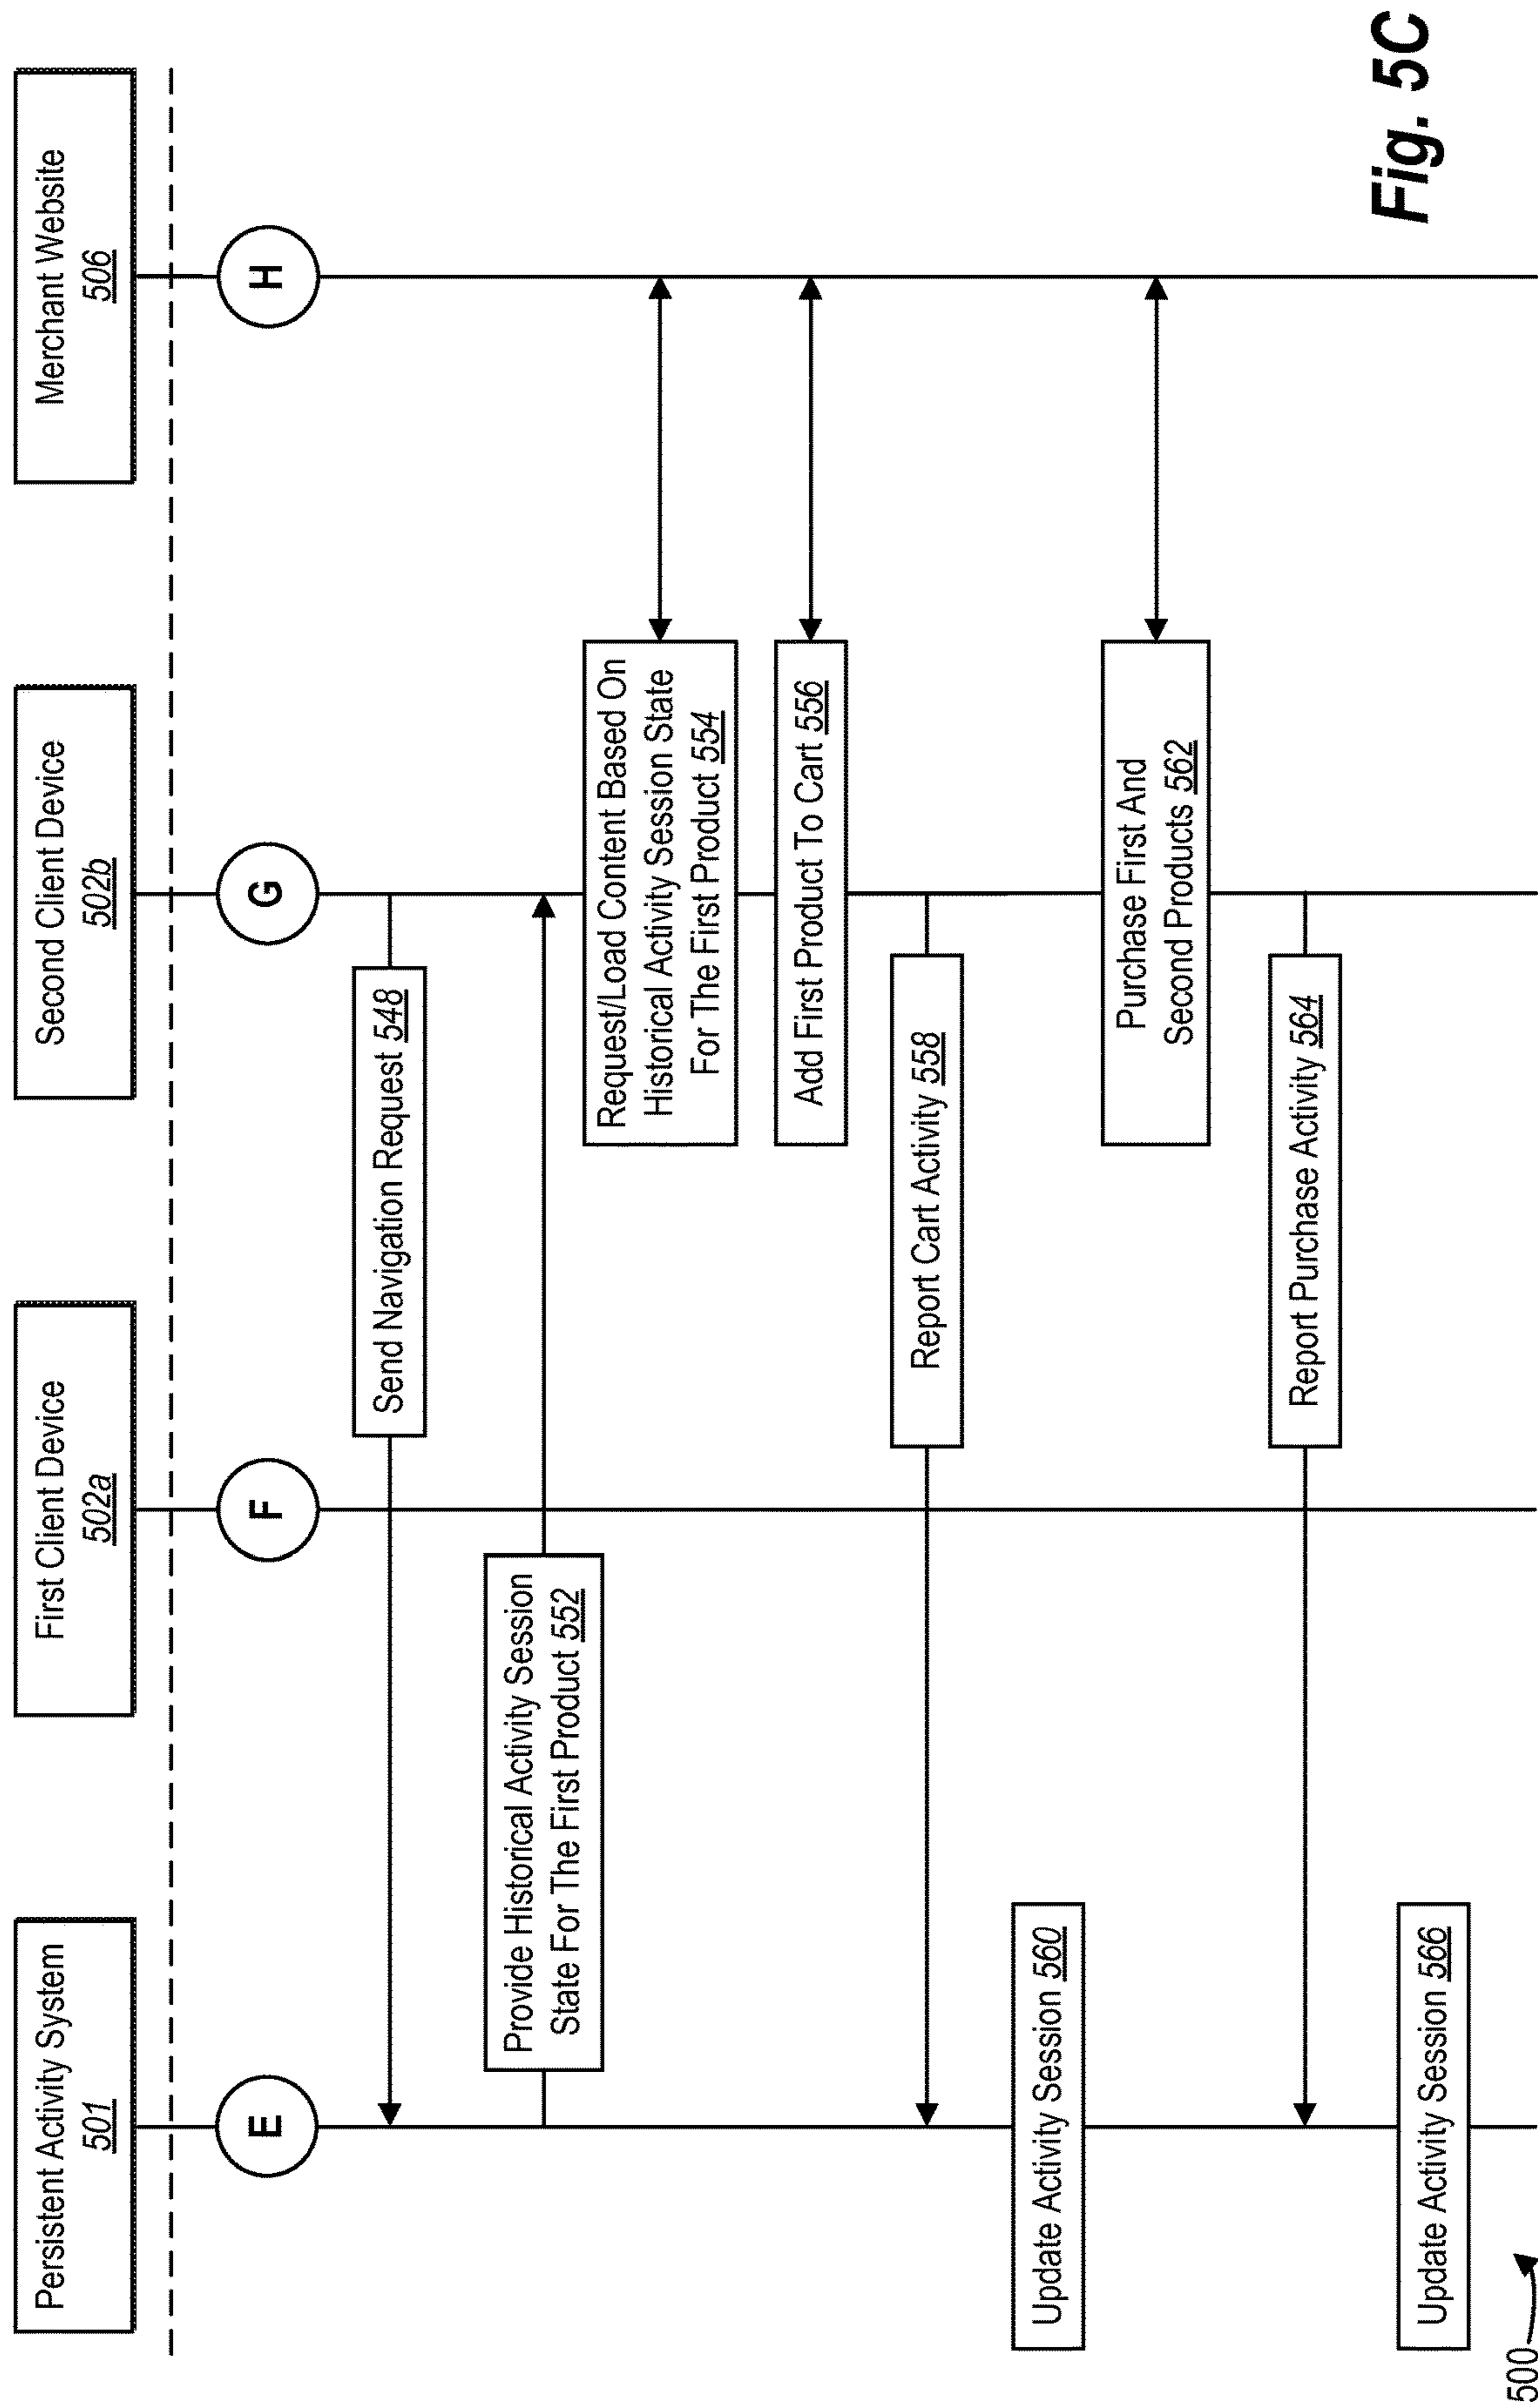 Persistent Activity System
501
First Client Device
502a
Second Client Device
502b
Merchant Website
506
E
F
G
H
Send Navigation Request 548
Provide Historical Activity Session
State For The First Product 552
Request/Load Content Based On
Historical Activity Session State
For The First Product 554
Add First Product To Cart 556
Report Cart Activity 558
Update Activity Session 560
Purchase First And
Second Products 562
Report Purchase Activity 564
Update Activity Session 566
500
Fig. 5C